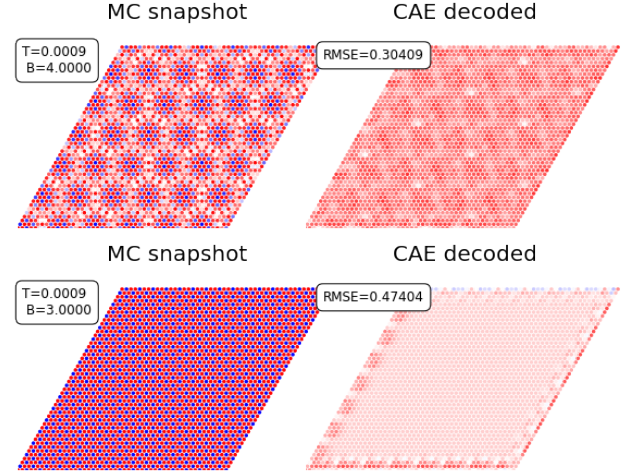 MC snapshot
CAE decoded
T=0.0009
B=4.0000
RMSE=0.30409
MC snapshot
CAE decoded
T=0.0009
B=3.0000
RMSE=0.47404